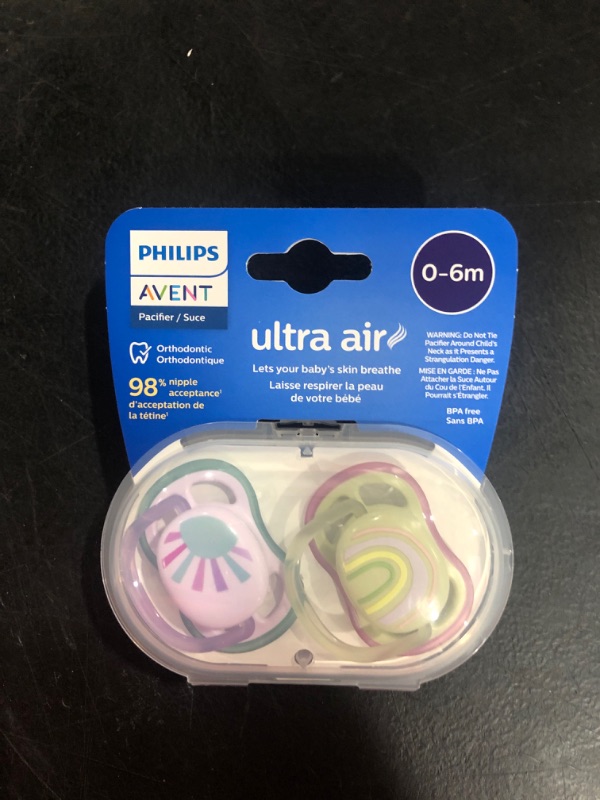 PHILIPS
AVENT
Pacifier / Suce
0-6m
Orthodontic
Orthodontique
98% nipple
acceptance¹
d'acceptation de
la tétine¹
ultra air
Lets your baby's skin breathe
Laisse respirer la peau
de votre bébé
WARNING: Do Not Tie
Pacifier Around Child's
Neck as it Presents a
Strangulation Danger.
MISE EN GARDE : Ne Pas
Attacher la Suce Autour
du Cou de l'Enfant, Il
Pourrait s'Étrangler.
BPA free
Sans BPA